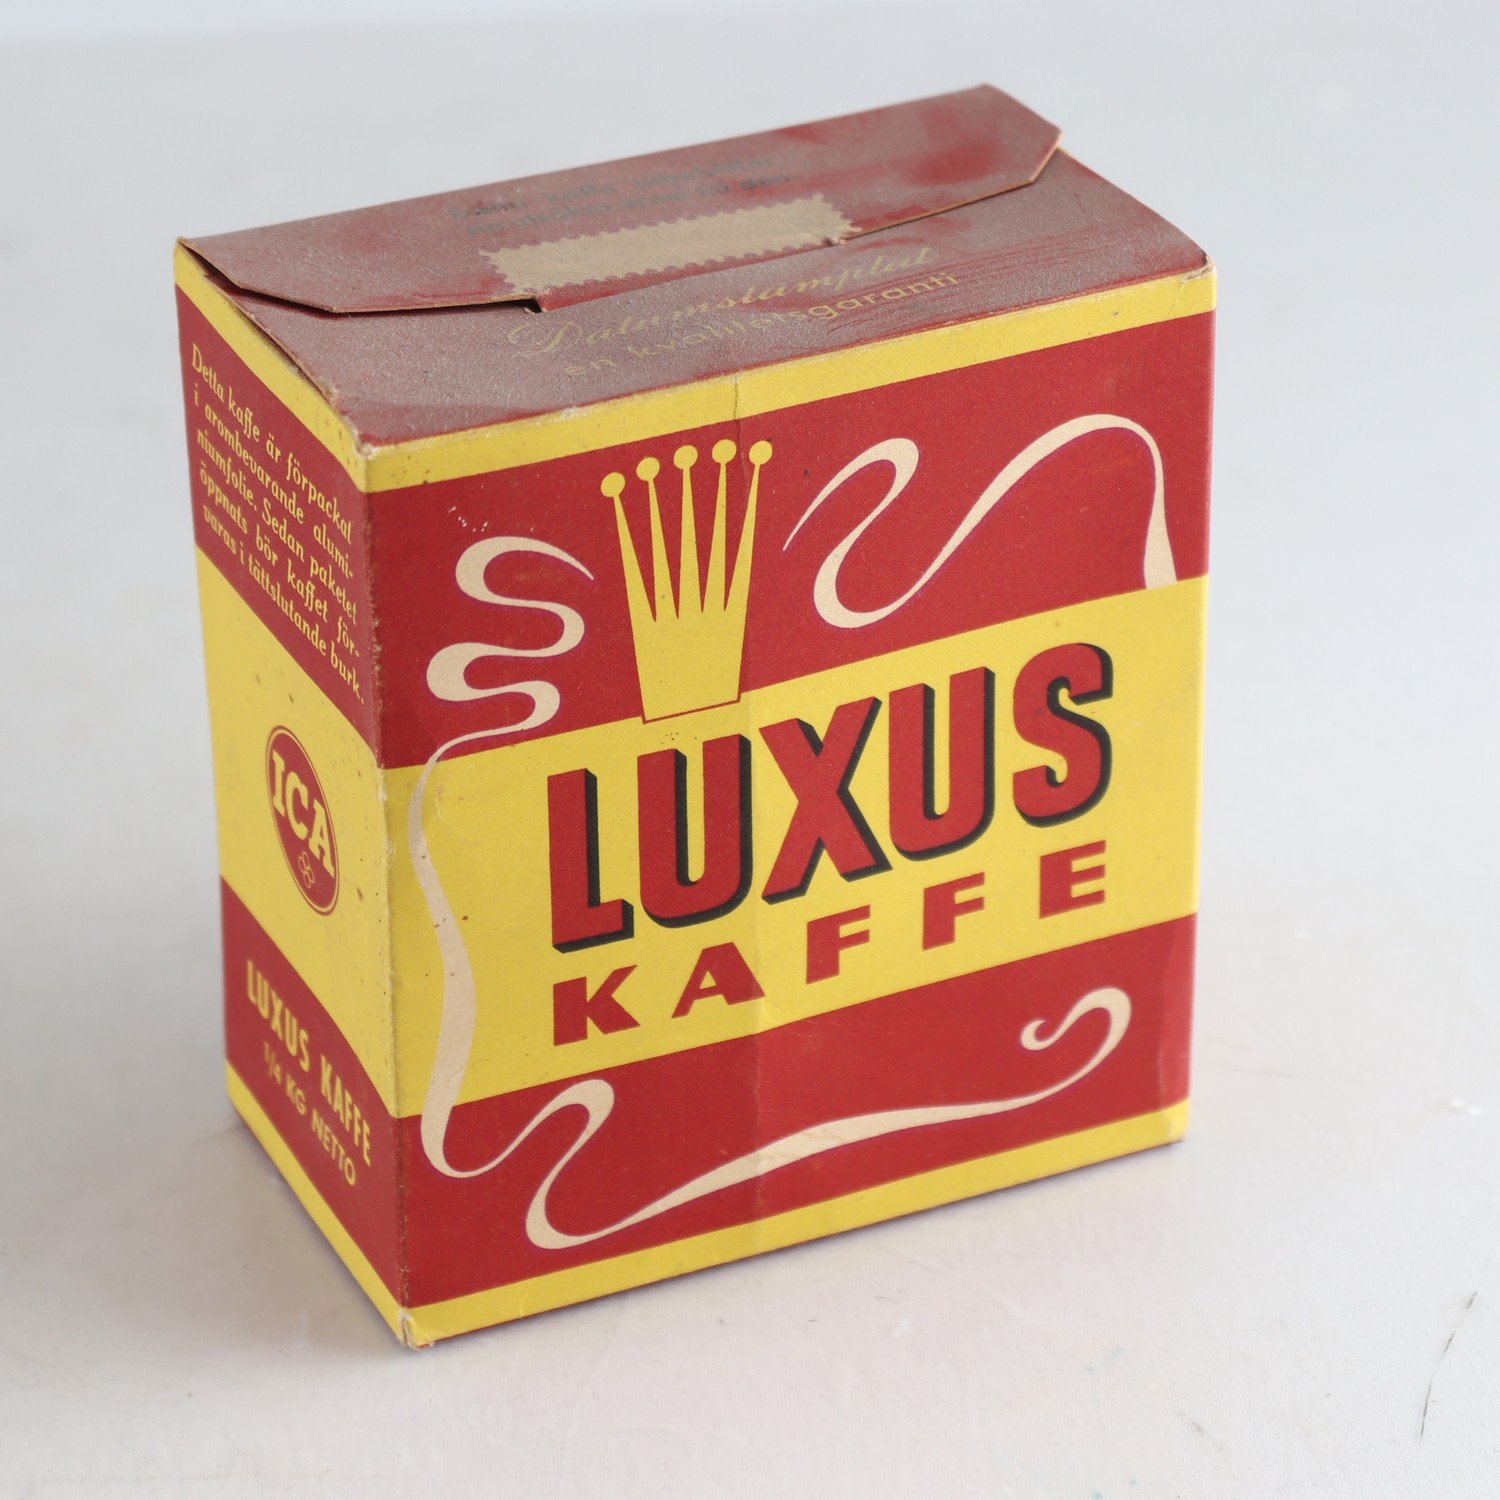 kaffe
Datumstämplat
en kvalitetsgaranti
Detta kaffe är förpackat
i arombevarande alumi-
niumfolie. Sedan paketet
öppnats bör kaffet för-
varas i tättslutande burk.
ICA
LUXUS KAFFE
1/4 KG NETTO
LUXUS
KAFFE